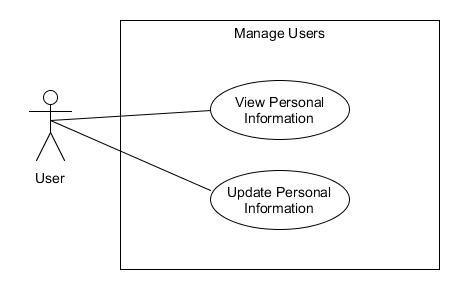 Manage Users
View Personal
Information
User
Update Personal
Information